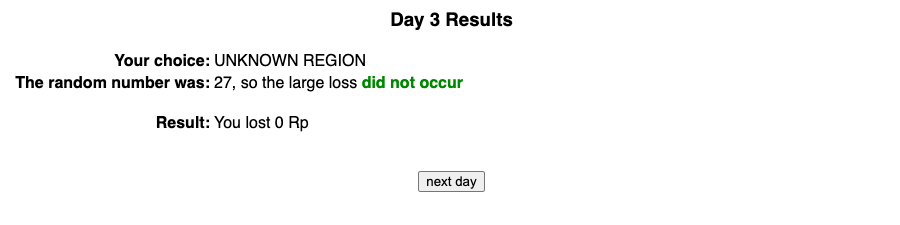 Day 3 Results
Your choice: UNKNOWN REGION
The random number was: 27, so the large loss did not occur
Result: You lost 0 Rp
next day